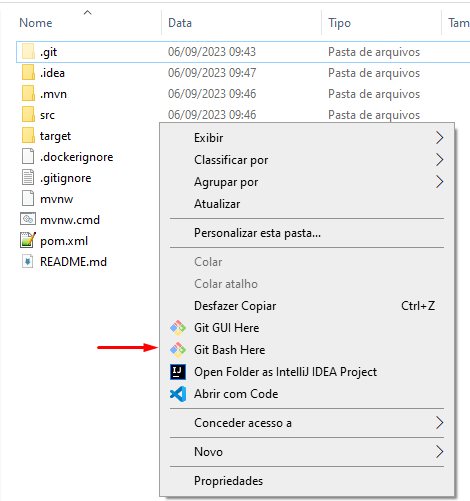 Nome Data Tipo Tam
.git 06/09/2023 09:43 Pasta de arquivos
.idea 06/09/2023 09:47 Pasta de arquivos
.mvn 06/09/2023 09:46 Pasta de arquivos
src 06/09/2023 09:46 Pasta de arquivos
target
.dockerignore
.gitignore
mvnw
mvnw.cmd
pom.xml
README.md
Exibir
Classificar por
Agrupar por
Atualizar
Personalizar esta pasta...
Colar
Colar atalho
Desfazer Copiar Ctrl+Z
Git GUI Here
Git Bash Here
Open Folder as IntelliJ IDEA Project
Abrir com Code
Conceder acesso a
Novo
Propriedades